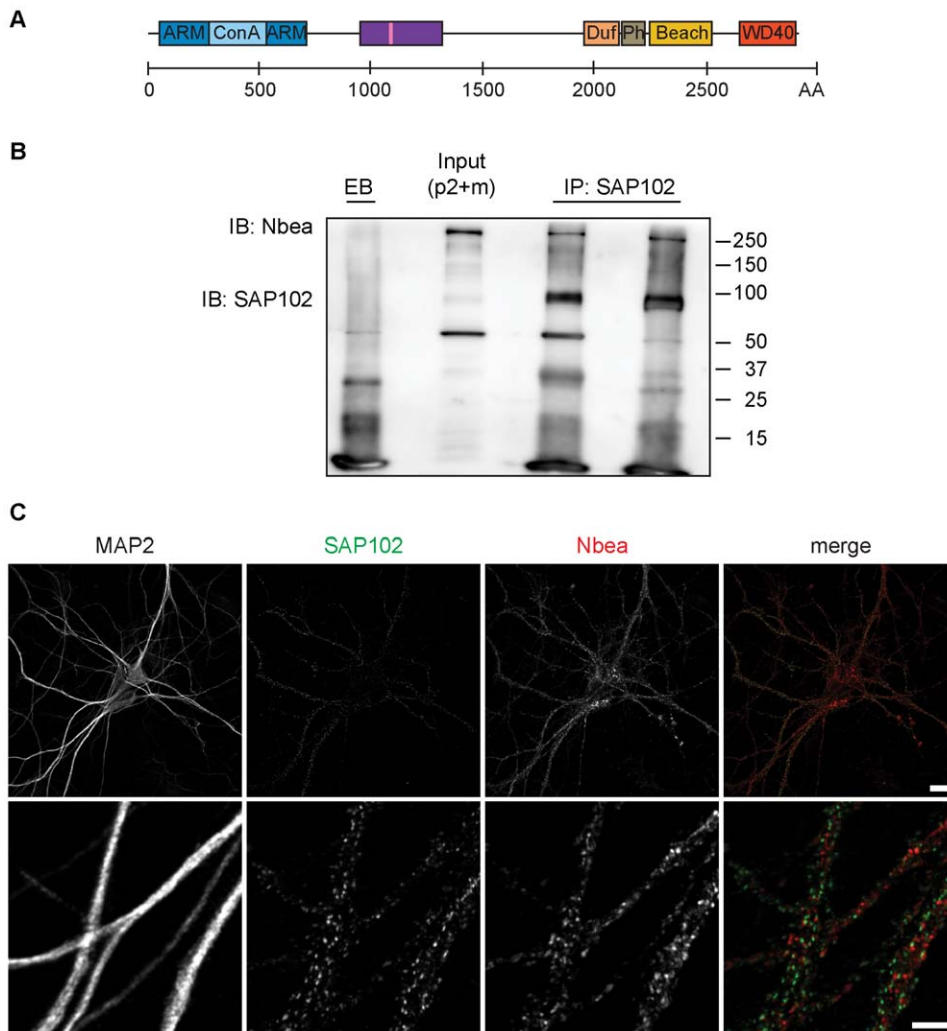 A
ARM ConA ARM Duf Ph Beach WD40
0 500 1000 1500 2000 2500 AA
B
EB Input (p2+m) IP: SAP102
IB: Nbea
IB: SAP102
250
150
100
50
37
25
15
C
MAP2 SAP102 Nbea merge